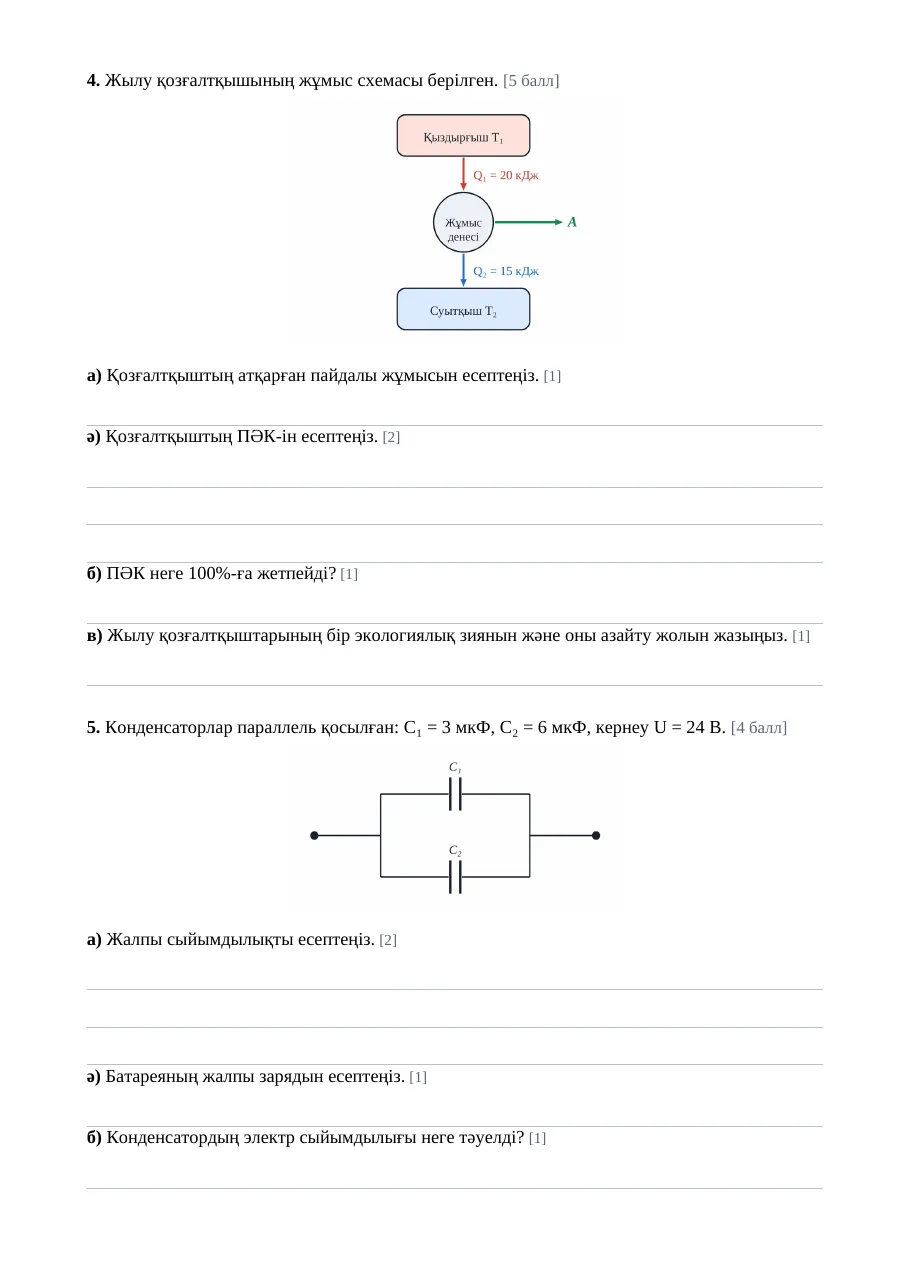 4. Жылу қозғалтқышының жұмыс схемасы берілген. [5 балл]
Қыздырғыш T₁
Q₁ = 20 кДж
Жұмыс
денесі
A
Q₂ = 15 кДж
Суытқыш T₂
а) Қозғалтқыштың атқарған пайдалы жұмысын есептеңіз. [1]
ә) Қозғалтқыштың ПӘК-ін есептеңіз. [2]
б) ПӘК неге 100%-ға жетпейді? [1]
в) Жылу қозғалтқыштарының бір экологиялық зиянын және оны азайту жолын жазыңыз. [1]
5. Конденсаторлар параллель қосылған: C₁ = 3 мкФ, C₂ = 6 мкФ, кернеу U = 24 В. [4 балл]
C₁
C₂
а) Жалпы сыйымдылықты есептеңіз. [2]
ә) Батареяның жалпы зарядын есептеңіз. [1]
б) Конденсатордың электр сыйымдылығы неге тәуелді? [1]